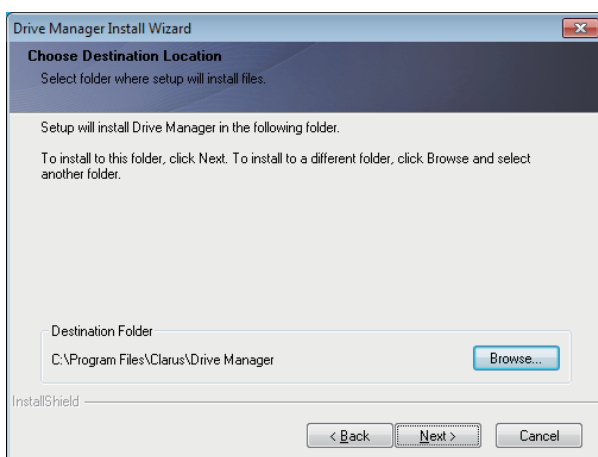 Drive Manager Install Wizard
Choose Destination Location
Select folder where setup will install files.
Setup will install Drive Manager in the following folder.
To install to this folder, click Next. To install to a different folder, click Browse and select
another folder.
Destination Folder
C:\Program Files\Clarus\Drive Manager
Browse...
InstallShield
< Back
Next >
Cancel